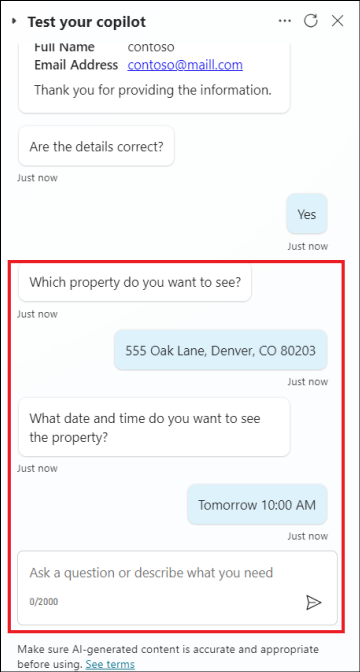 Test your copilot
Full Name contoso
Email Address contoso@maill.com
Thank you for providing the information.
Are the details correct?
Just now
Yes
Just now
Which property do you want to see?
Just now
555 Oak Lane, Denver, CO 80203
Just now
What date and time do you want to see
the property?
Just now
Tomorrow 10:00 AM
Just now
Ask a question or describe what you need
0/2000
Make sure AI-generated content is accurate and appropriate
before using. See terms